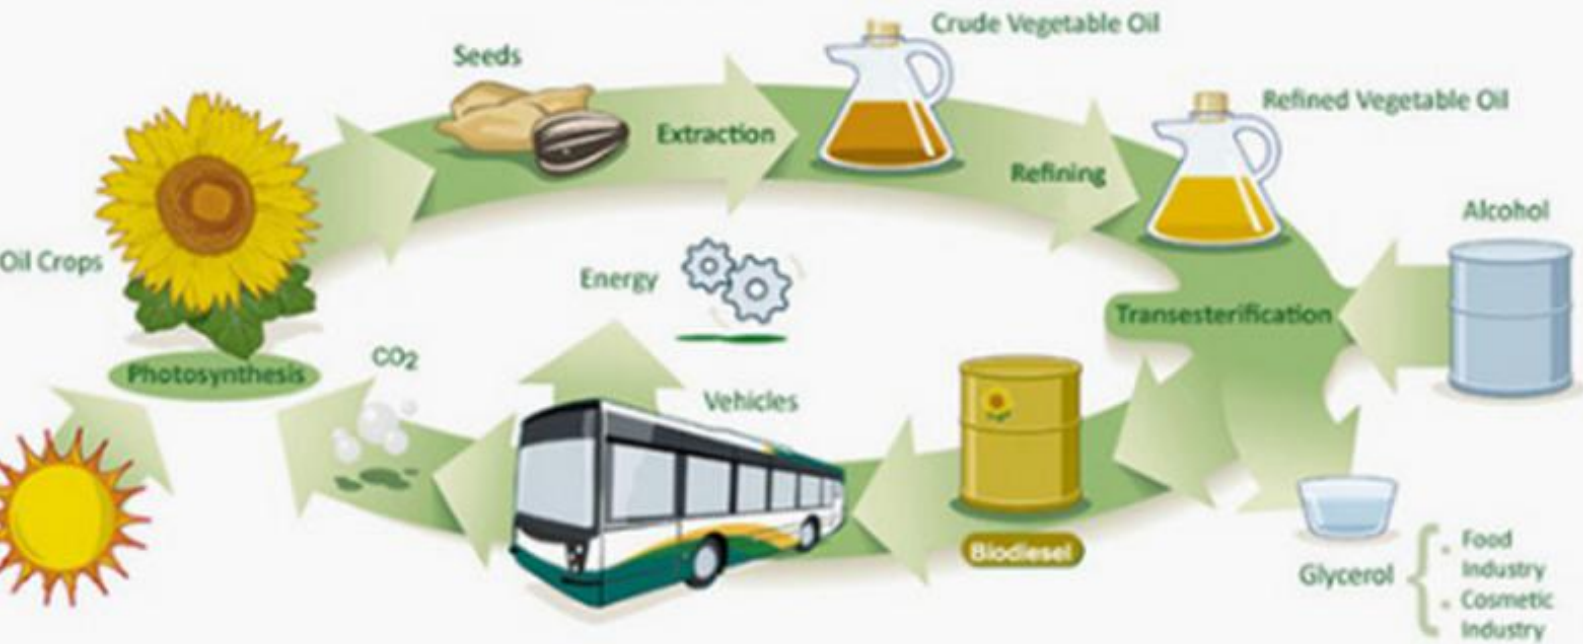 Crude Vegetable Oil
Seeds
Refined Vegetable Oil
Extraction
Refining
Alcohol
Oil Crops
Energy
Transesterification
Photosynthesis
CO2
Vehicles
Biodiesel
Glycerol
. Food
Industry
. Cosmetic
Industry